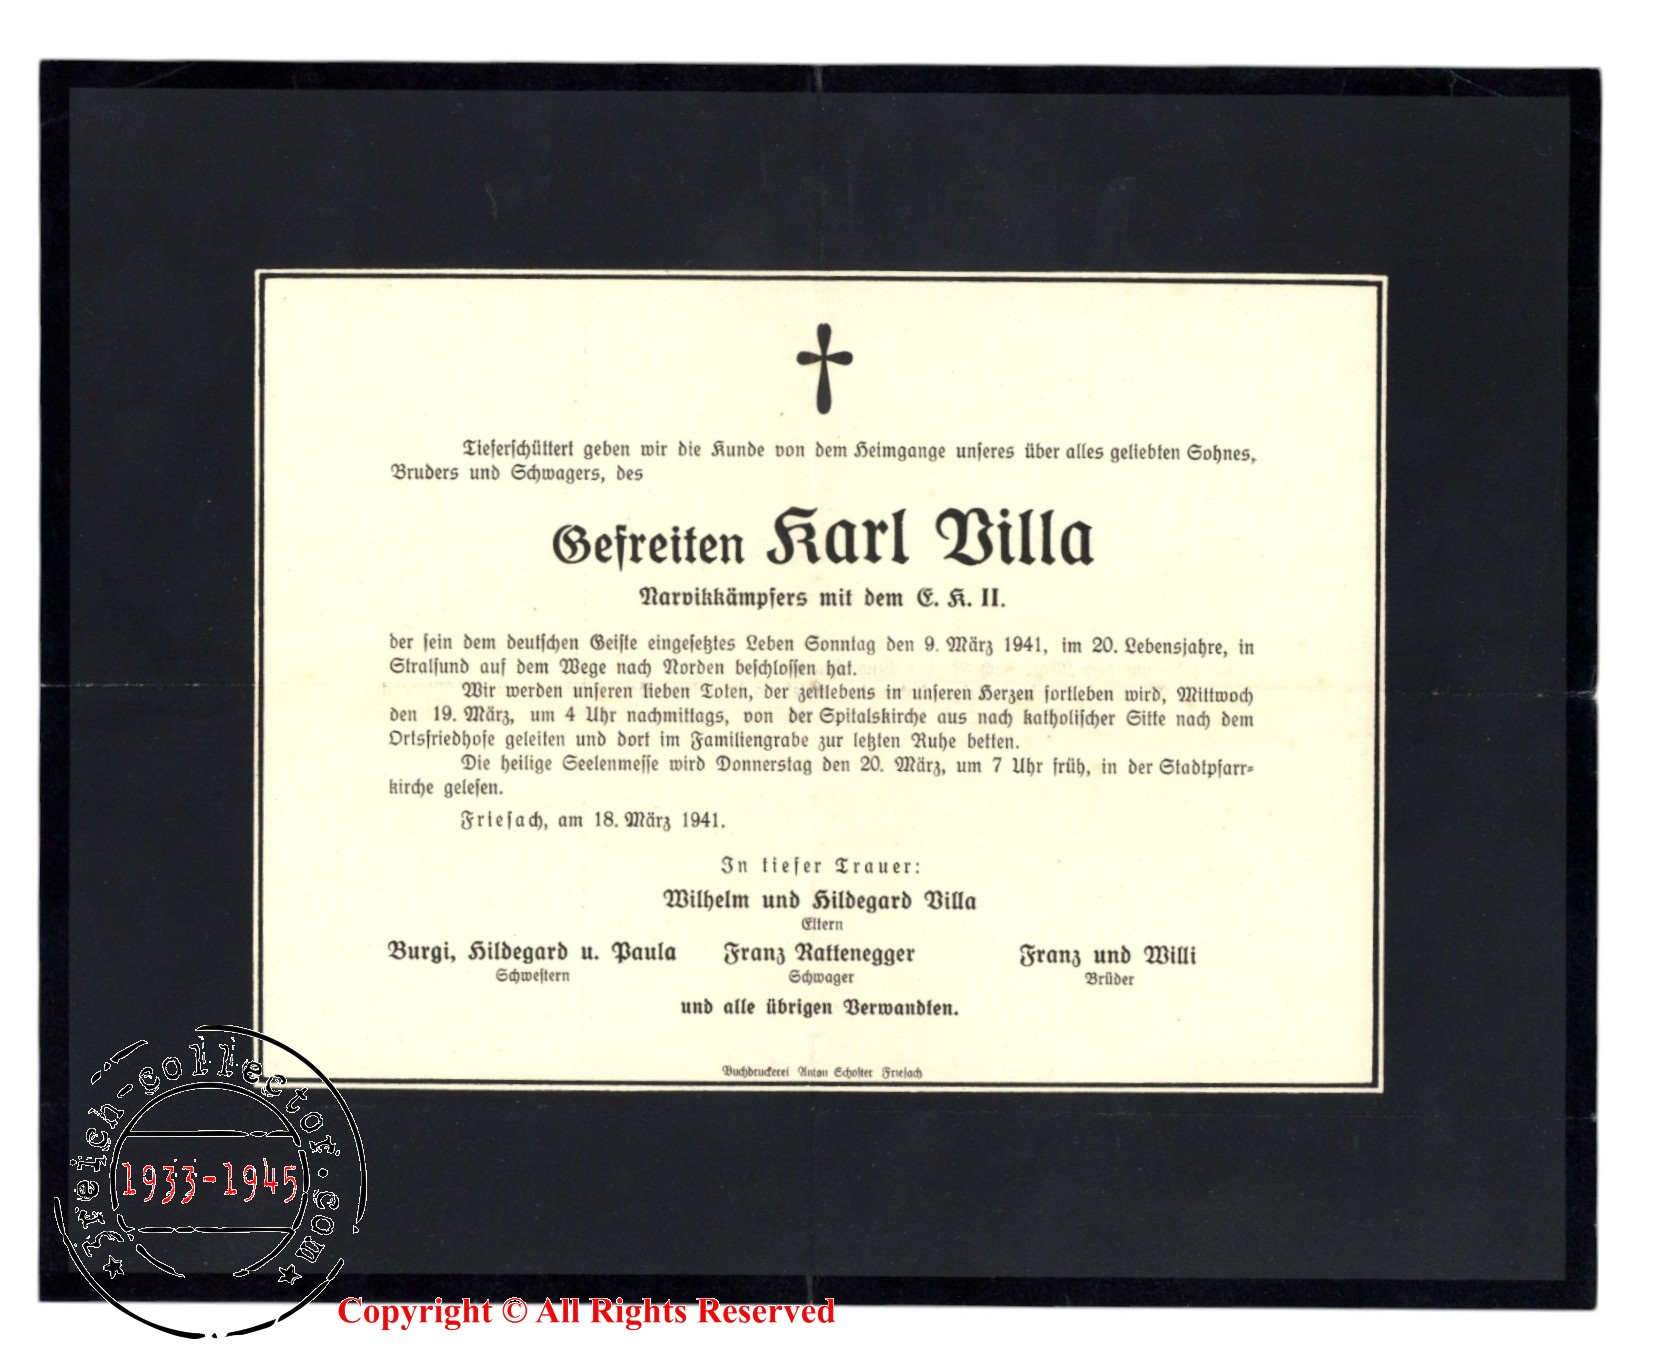 Tieferschüttert geben wir die Kunde von dem Heimgange unseres über alles geliebten Sohnes,
Bruders und Schwagers, des
Gefreiten Karl Villa
Narvikkämpfers mit dem E. K. II.
der sein dem deutschen Geiste eingesetztes Leben Sonntag den 9. März 1941, im 20. Lebensjahre, in
Stralsund auf dem Wege nach Norden beschlossen hat.
Wir werden unseren lieben Toten, der zeitlebens in unseren Herzen fortleben wird, Mittwoch
den 19. März, um 4 Uhr nachmittags, von der Spitalskirche aus nach katholischer Sitte nach dem
Ortsfriedhofe geleiten und dort im Familiengrabe zur letzten Ruhe betten.
Die heilige Seelenmesse wird Donnerstag den 20. März, um 7 Uhr früh, in der Stadtpfarr-
kirche gelesen.
Friesach, am 18. März 1941.
In tiefer Trauer:
Wilhelm und Hildegard Villa
Eltern
Burgi, Hildegard u. Paula Franz Rattenegger Franz und Willi
Schwestern Schwager Brüder
und alle übrigen Verwandten.
Buchdruckerei Anton Schoster Friesach
3reich-collector.com
1933-1945
Copyright © All Rights Reserved